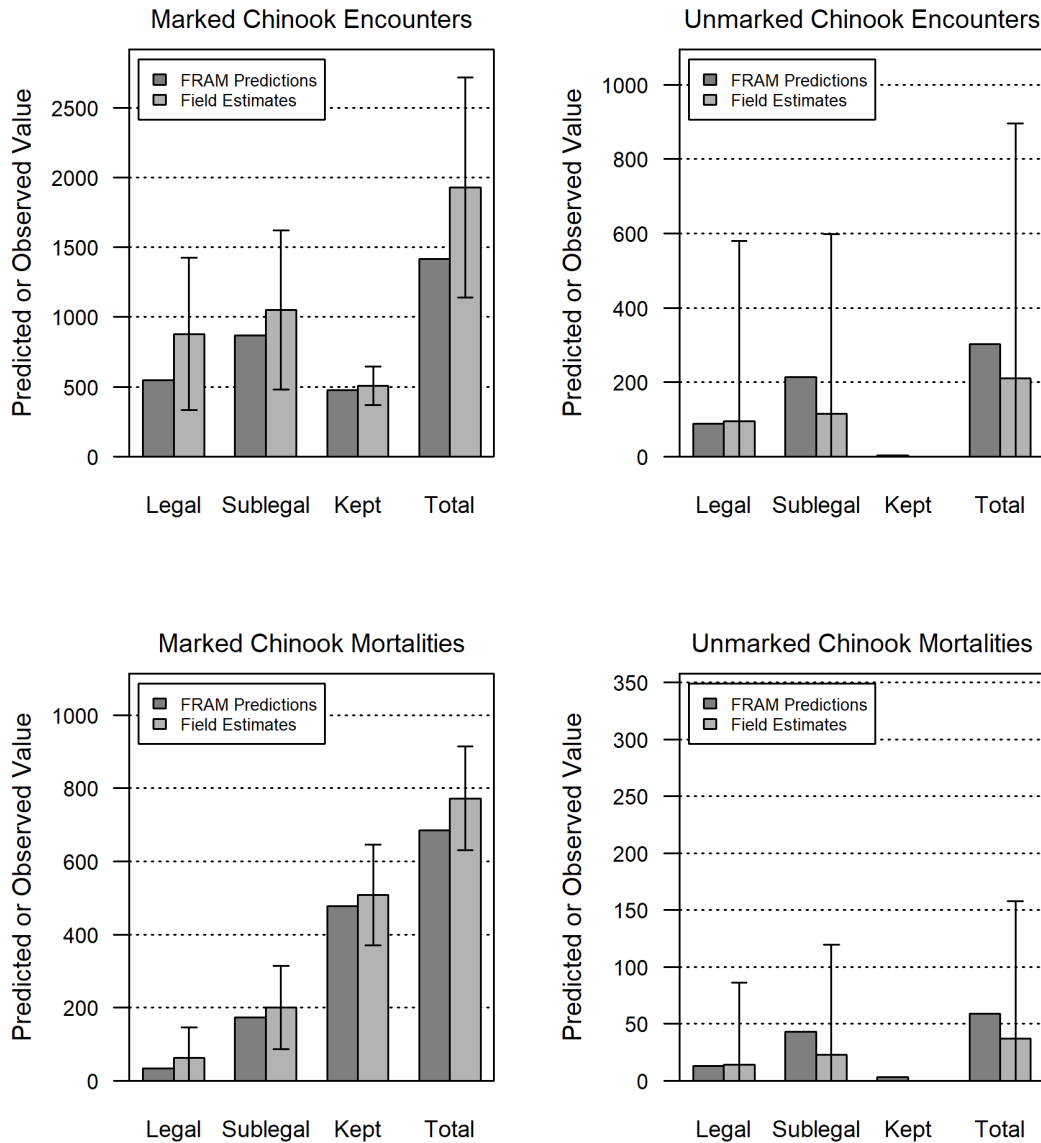 Marked Chinook Encounters
Predicted or Observed Value
FRAM Predictions
Field Estimates
2500
2000
1500
1000
500
0
Legal Sublegal Kept Total
Unmarked Chinook Encounters
Predicted or Observed Value
FRAM Predictions
Field Estimates
1000
800
600
400
200
0
Legal Sublegal Kept Total
Marked Chinook Mortalities
Predicted or Observed Value
FRAM Predictions
Field Estimates
1000
800
600
400
200
0
Legal Sublegal Kept Total
Unmarked Chinook Mortalities
Predicted or Observed Value
FRAM Predictions
Field Estimates
350
300
250
200
150
100
50
0
Legal Sublegal Kept Total